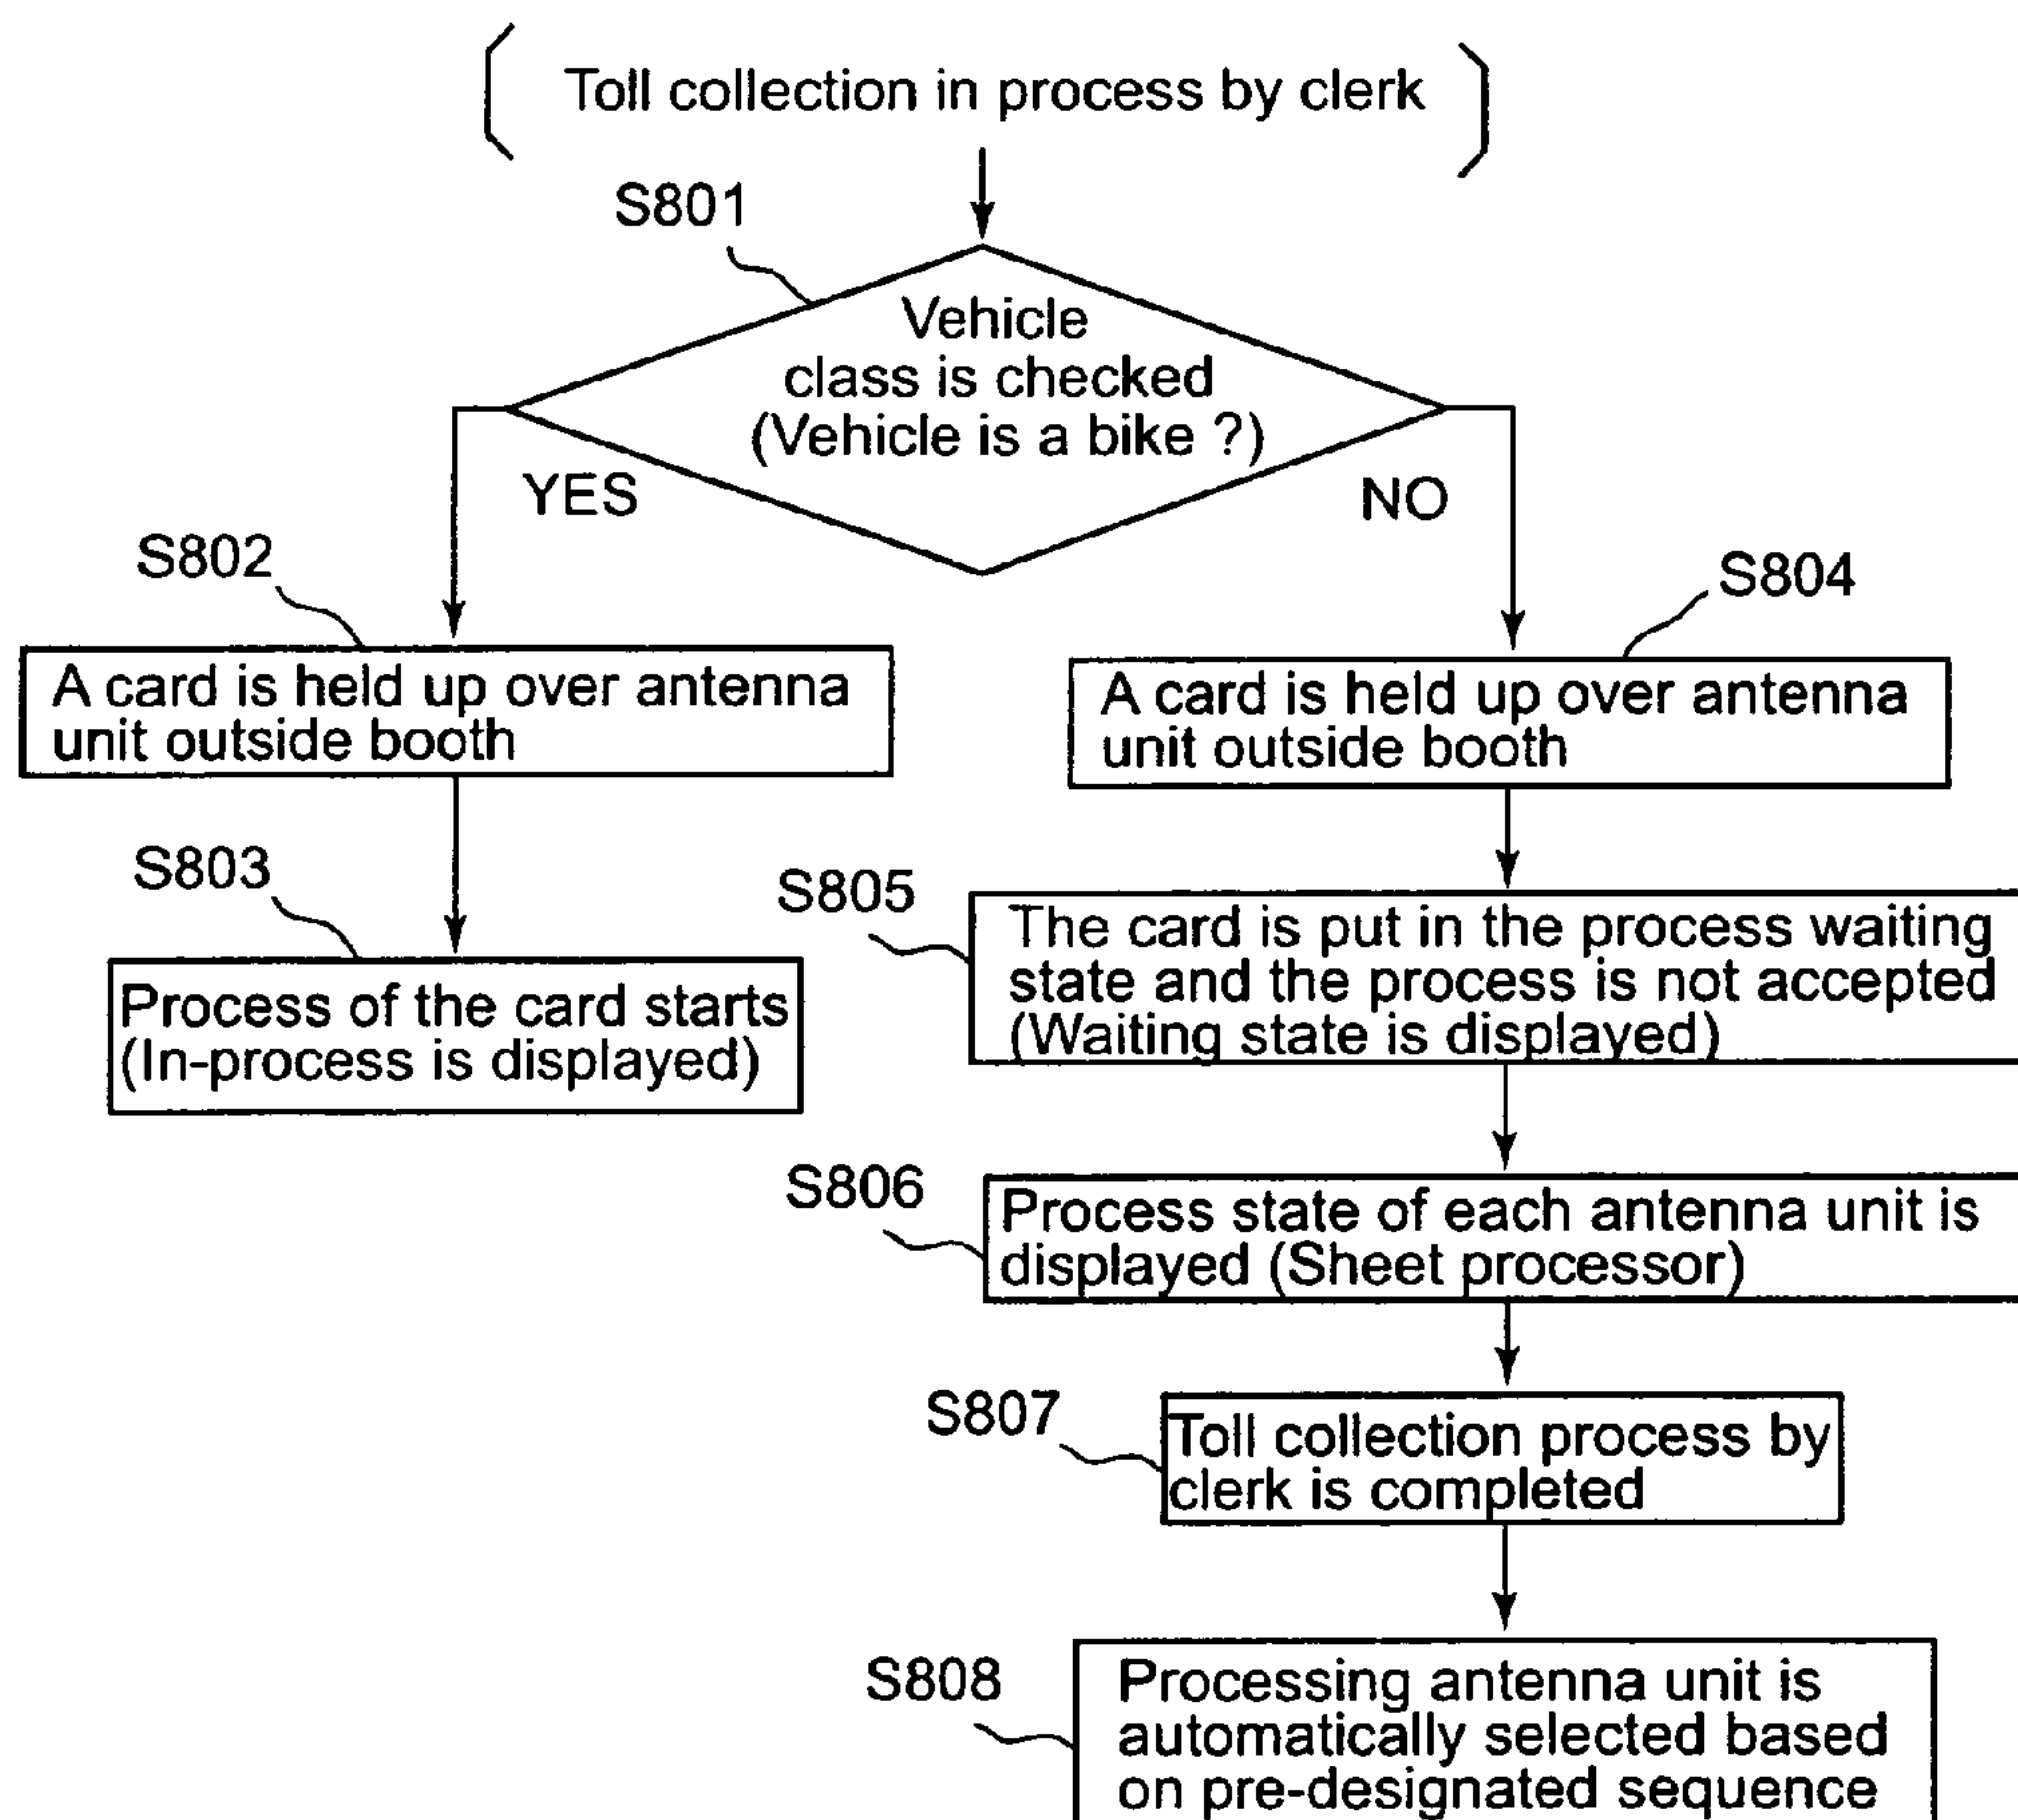 Toll collection in process by clerk
S801
Vehicle
class is checked
(Vehicle is a bike ?)
YES
NO
S802
A card is held up over antenna
unit outside booth
S803
Process of the card starts
(In-process is displayed)
S804
A card is held up over antenna
unit outside booth
S805
The card is put in the process waiting
state and the process is not accepted
(Waiting state is displayed)
S806
Process state of each antenna unit is
displayed (Sheet processor)
S807
Toll collection process by
clerk is completed
S808
Processing antenna unit is
automatically selected based
on pre-designated sequence